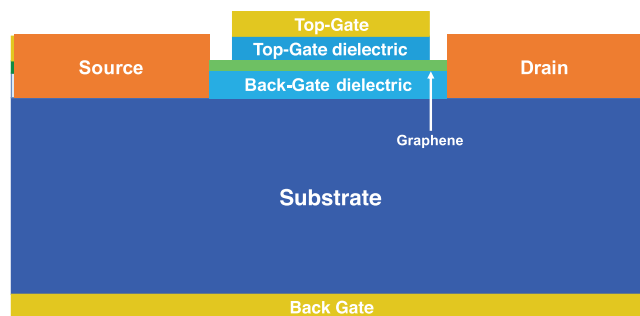 Top-Gate
Top-Gate dielectric
Source
Drain
Back-Gate dielectric
Graphene
Substrate
Back Gate